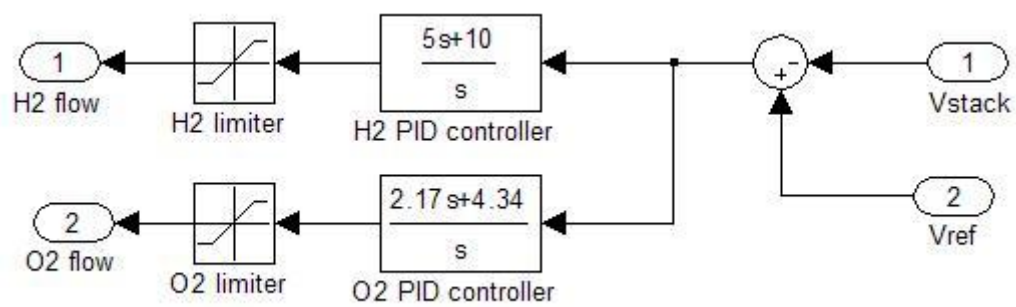 1
H2 flow
H2 limiter
5s+10
s
H2 PID controller
+
-
1
Vstack
2
O2 flow
O2 limiter
2.17s+4.34
s
O2 PID controller
2
Vref